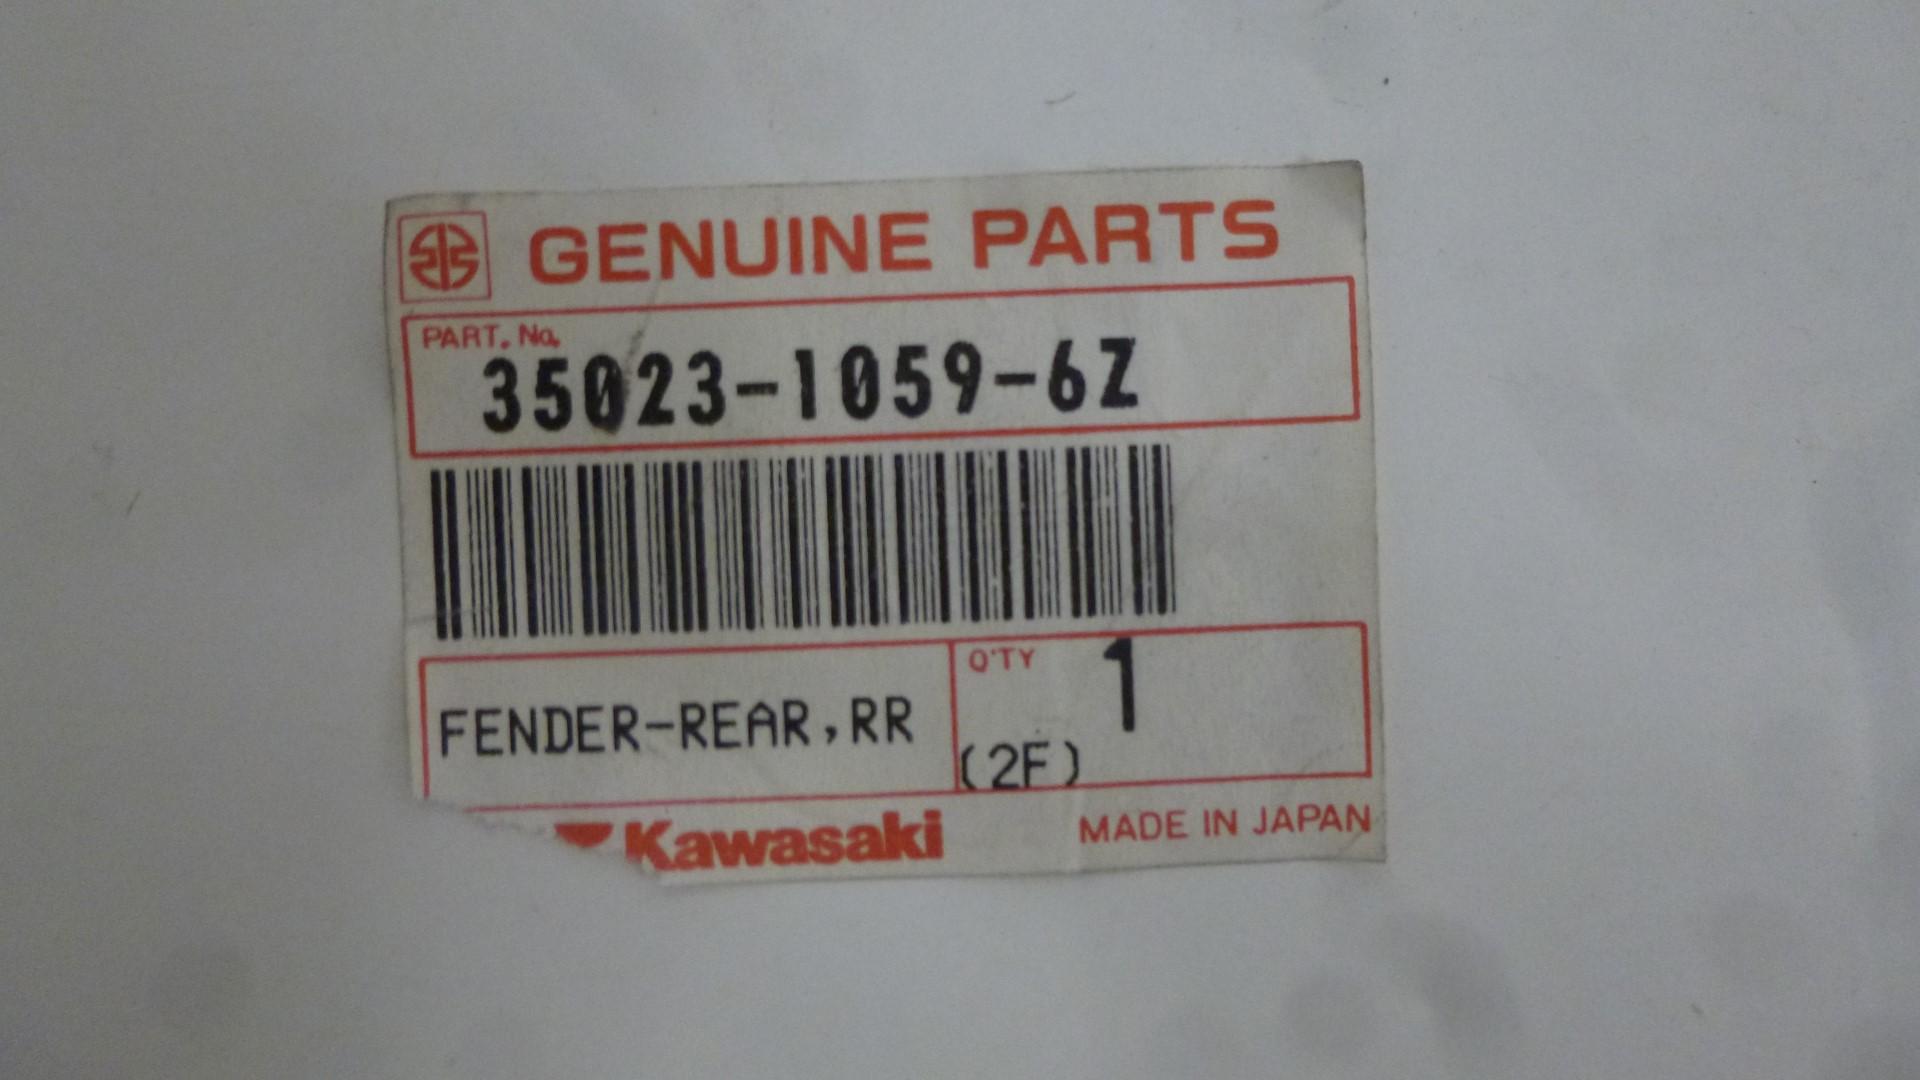 GENUINE PARTS
PART. No.
35023-1059-6Z
FENDER-REAR,RR
Q'TY 1
(2F)
Kawasaki
MADE IN JAPAN